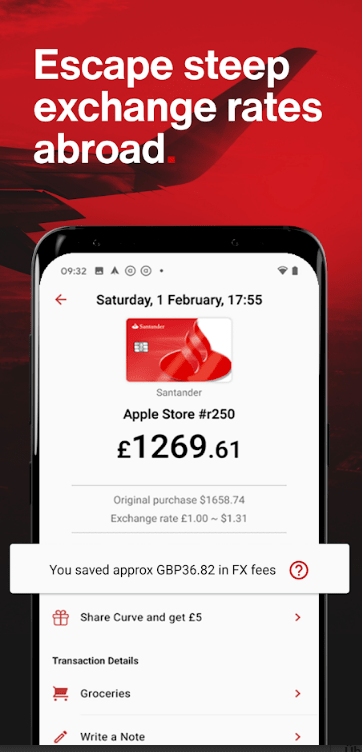 Escape steep
exchange rates
abroad.
09:32
Saturday, 1 February, 17:55
Santander
Santander
Apple Store #r250
£1269.61
Original purchase $1658.74
Exchange rate £1.00 ~ $1.31
You saved approx GBP36.82 in FX fees
?
Share Curve and get £5
Transaction Details
Groceries
Write a Note